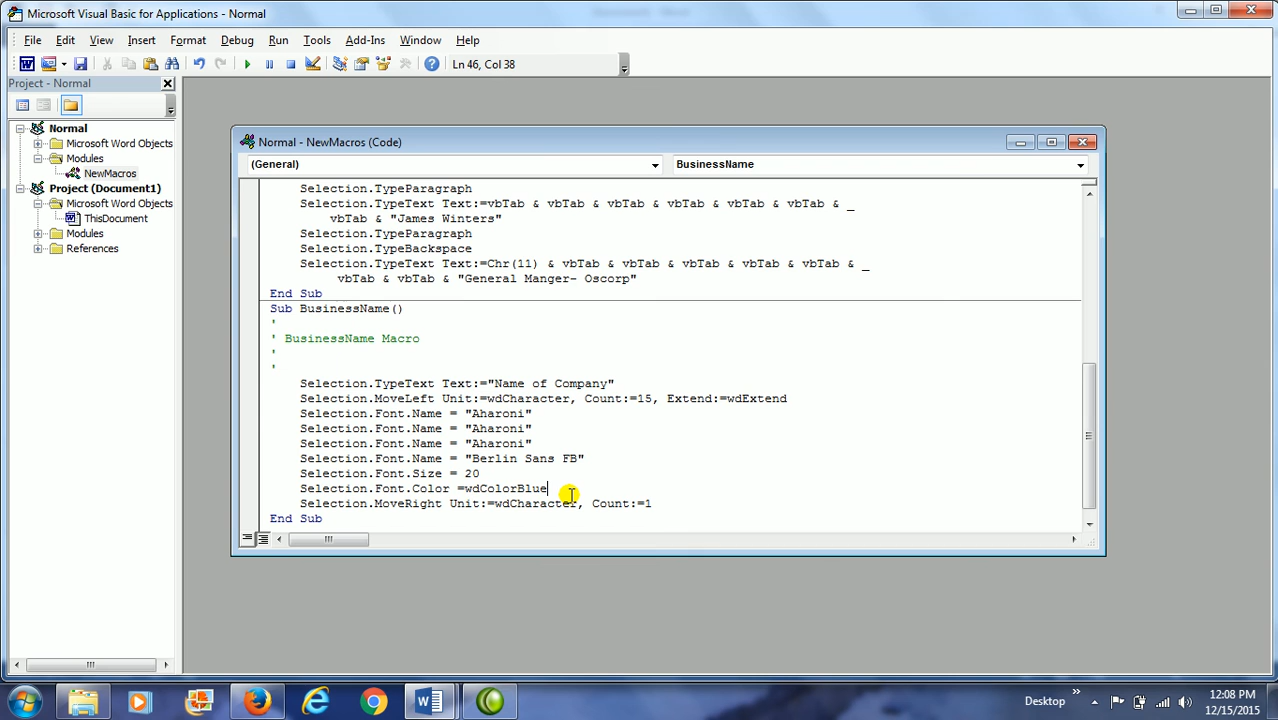 Microsoft Visual Basic for Applications - Normal
File Edit View Insert Format Debug Run Tools Add-Ins Window Help
Ln 46, Col 38
Project - Normal
Normal
Microsoft Word Objects
Modules
NewMacros
Project (Document1)
Microsoft Word Objects
ThisDocument
Modules
References
Normal - NewMacros (Code)
(General) BusinessName
Selection.TypeParagraph
Selection.TypeText Text:=vbTab & vbTab & vbTab & vbTab & vbTab & vbTab & _
vbTab & "James Winters"
Selection.TypeParagraph
Selection.TypeBackspace
Selection.TypeText Text:=Chr(11) & vbTab & vbTab & vbTab & vbTab & vbTab & _
vbTab & vbTab & "General Manger- Oscorp"
End Sub
Sub BusinessName()
'
' BusinessName Macro
'
'
Selection.TypeText Text:="Name of Company"
Selection.MoveLeft Unit:=wdCharacter, Count:=15, Extend:=wdExtend
Selection.Font.Name = "Aharoni"
Selection.Font.Name = "Aharoni"
Selection.Font.Name = "Aharoni"
Selection.Font.Name = "Berlin Sans FB"
Selection.Font.Size = 20
Selection.Font.Color =wdColorBlue
Selection.MoveRight Unit:=wdCharacter, Count:=1
End Sub
Desktop
12:08 PM
12/15/2015